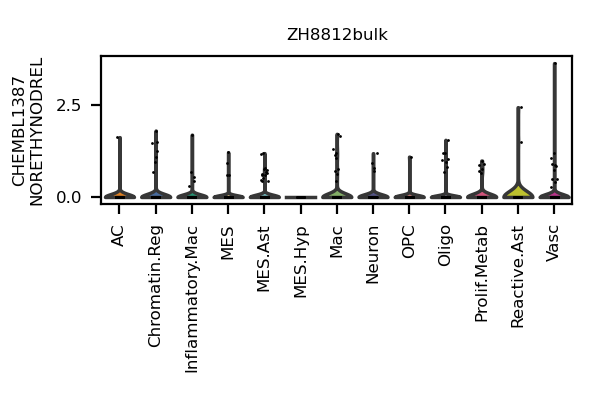 ZH8812bulk
CHEMBL1387
NORETHYNODREL
2.5
0.0
AC
Chromatin.Reg
Inflammatory.Mac
MES
MES.Ast
MES.Hyp
Mac
Neuron
OPC
Oligo
Prolif.Metab
Reactive.Ast
Vasc